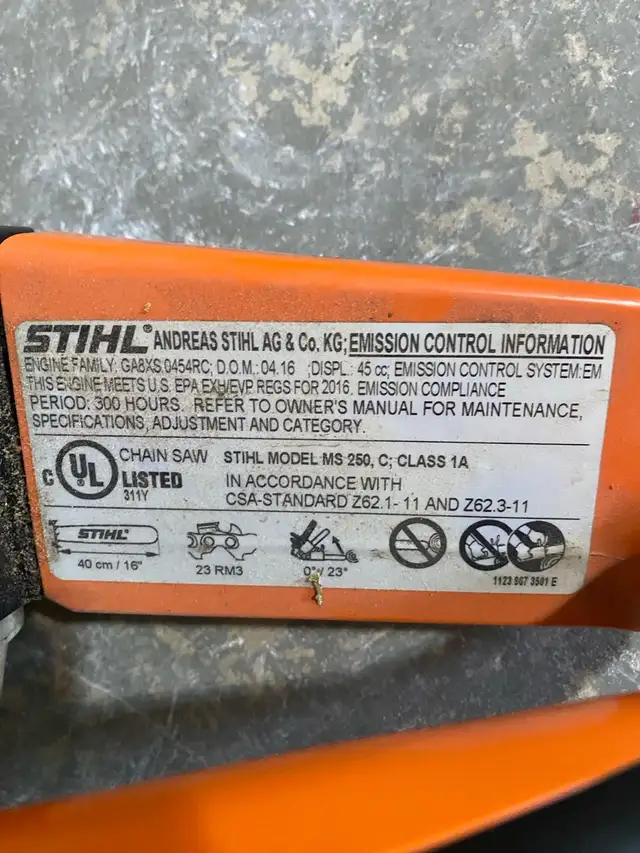 STIHL® ANDREAS STIHL AG & Co. KG; EMISSION CONTROL INFORMATION
ENGINE FAMILY: GA8XS.0454RC; D.O.M.: 04.16 ;DISPL.: 45 cc; EMISSION CONTROL SYSTEM:EM
THIS ENGINE MEETS U.S. EPA EXH/EVP REGS FOR 2016. EMISSION COMPLIANCE
PERIOD: 300 HOURS. REFER TO OWNER'S MANUAL FOR MAINTENANCE,
SPECIFICATIONS, ADJUSTMENT AND CATEGORY.
C UL CHAIN SAW STIHL MODEL MS 250, C; CLASS 1A
LISTED IN ACCORDANCE WITH
311Y CSA-STANDARD Z62.1- 11 AND Z62.3-11
STIHL
40 cm / 16" 23 RM3 0° / 23°
1123 967 3501 E